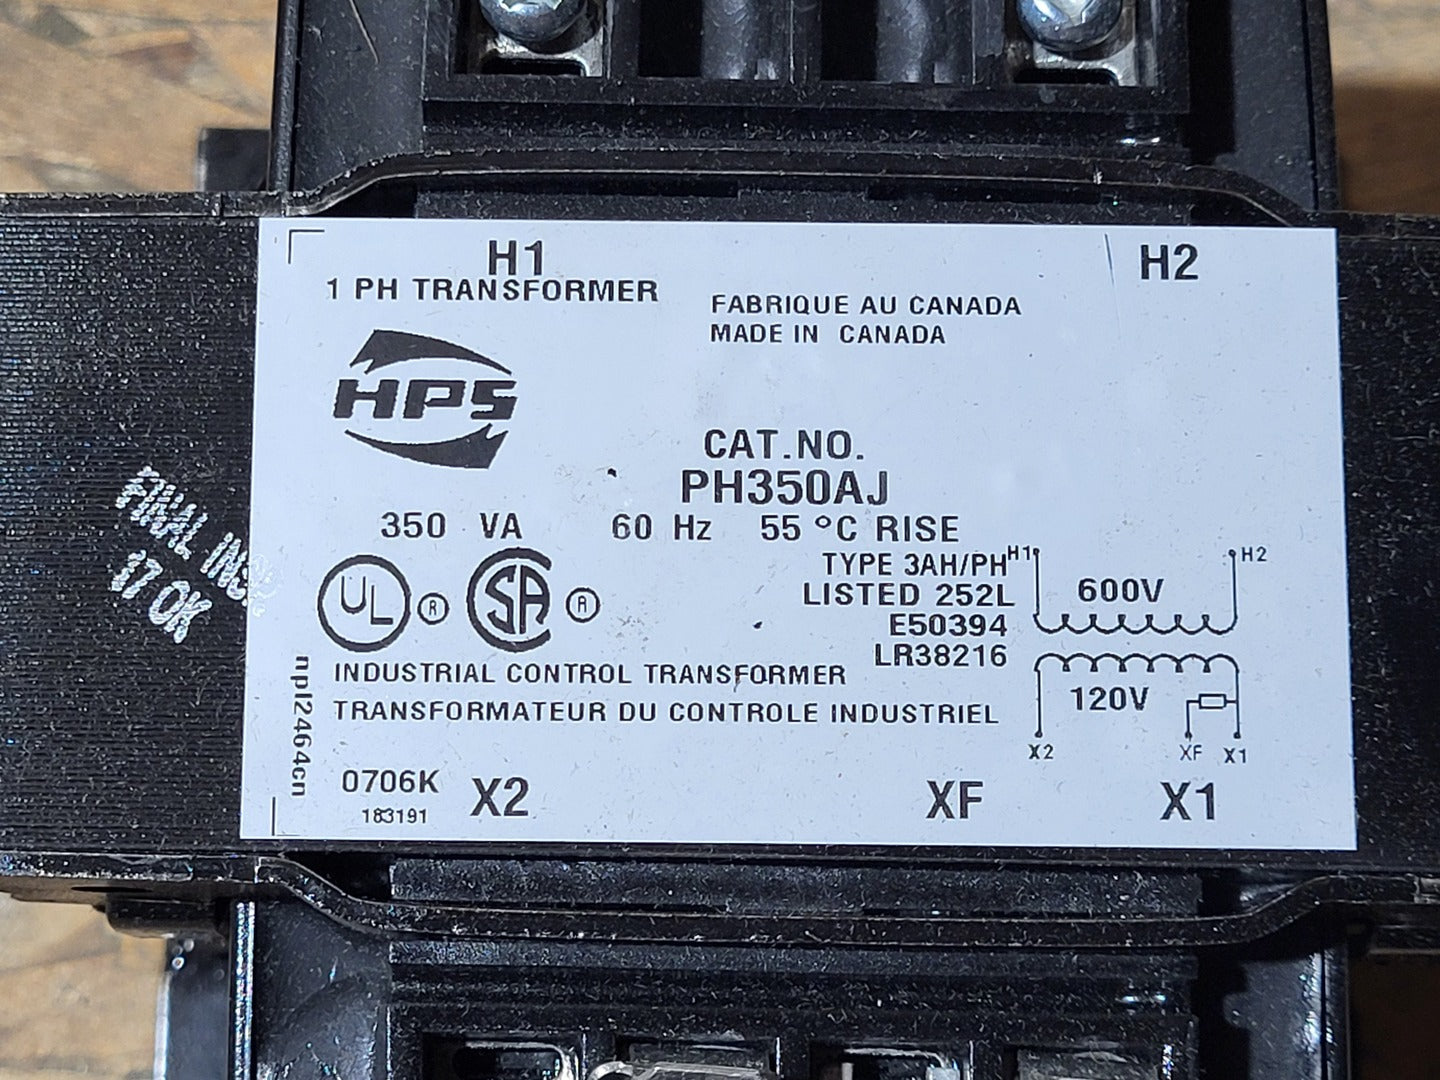 H1
H2
1 PH TRANSFORMER
FABRIQUE AU CANADA
MADE IN CANADA
HPS
CAT.NO.
PH350AJ
350 VA 60 Hz 55 °C RISE
TYPE 3AH/PH
LISTED 252L
E50394
LR38216
UL ®
SA ®
H1
H2
600V
120V
X2
XF
X1
INDUSTRIAL CONTROL TRANSFORMER
TRANSFORMATEUR DU CONTROLE INDUSTRIEL
npl2464cn
0706K
183191
X2
XF
X1
FINAL
17 OK